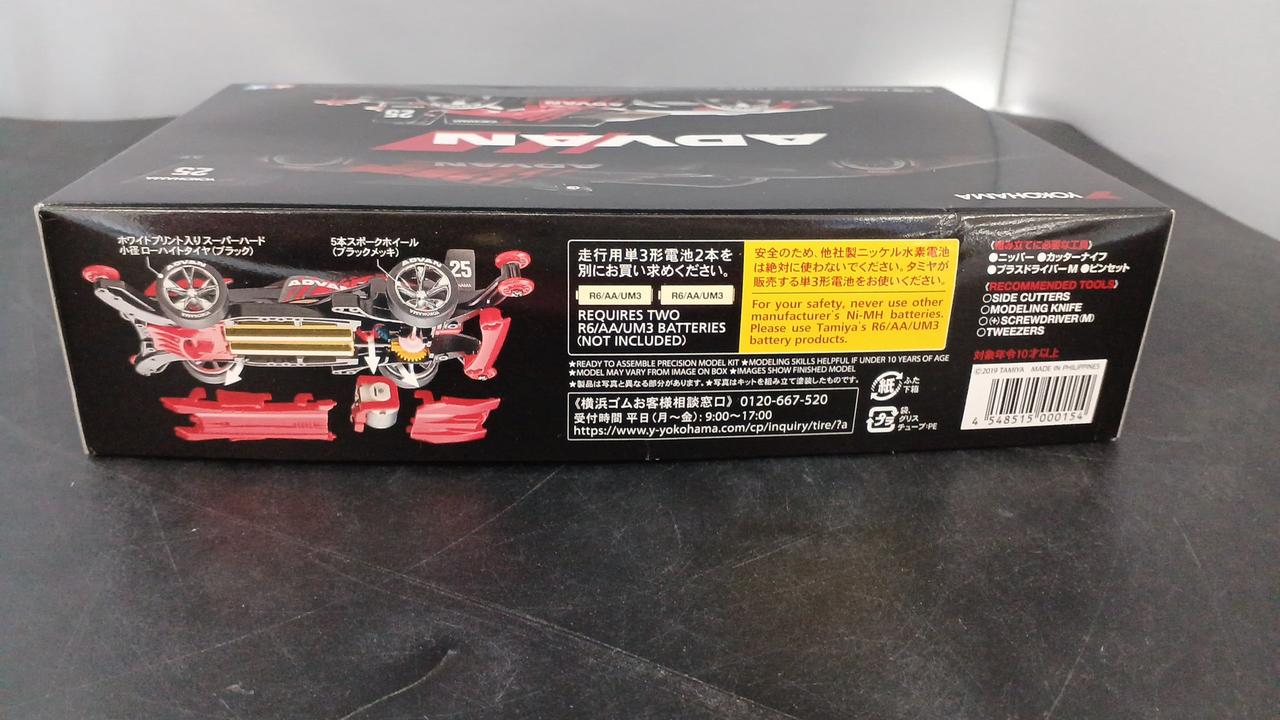 25
ADVAN
ADVAN
ADVAN
25
YOKOHAMA
YOKOHAMA
ホワイトプリント入りスーパーハード
小径 ローハイトタイヤ(ブラック)
5本スポークホイール
(ブラックメッキ)
ADVAN
ADVAN
ADVAN
25
走行用単3形電池2本を
別にお買い求めください。
R6/AA/UM3 R6/AA/UM3
REQUIRES TWO
R6/AA/UM3 BATTERIES
(NOT INCLUDED)
安全のため、他社製ニッケル水素電池
は絶対に使わないでください。タミヤが
販売する単3形電池をお使いください。
For your safety, never use other
manufacturer's Ni-MH batteries.
Please use Tamiya's R6/AA/UM3
battery products.
★READY TO ASSEMBLE PRECISION MODEL KIT ★MODELING SKILLS HELPFUL IF UNDER 10 YEARS OF AGE
★MODEL MAY VARY FROM IMAGE ON BOX ★IMAGES SHOW FINISHED MODEL
★製品は写真と異なる部分があります。★写真はキットを組み立て塗装したものです。
《横浜ゴムお客様相談窓口》 0120-667-520
受付時間 平日(月〜金):9:00〜17:00
https://www.y-yokohama.com/cp/inquiry/tire/?a
紙
ふた
下箱
プラ
袋、
グリス
チューブ:PE
《組み立てに必要な工具》
●ニッパー ●カッターナイフ
●プラスドライバーM ●ピンセット
《RECOMMENDED TOOLS》
○SIDE CUTTERS
○MODELING KNIFE
○(+)SCREWDRIVER(M)
○TWEEZERS
対象年令10才以上
©2019 TAMIYA MADE IN PHILIPPINES
4 548515 000154